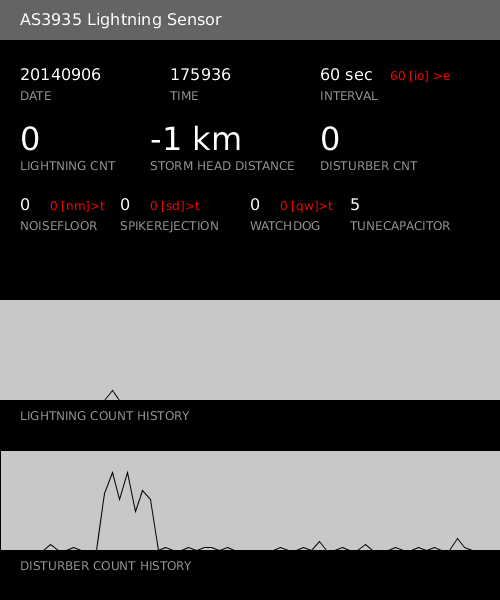 AS3935 Lightning Sensor
20140906 175936 60 sec 60 [io] >e
DATE TIME INTERVAL
0 -1 km 0
LIGHTNING CNT STORM HEAD DISTANCE DISTURBER CNT
0 0 [nm]>t 0 0 [sd]>t 0 0 [qw]>t 5
NOISEFLOOR SPIKEREJECTION WATCHDOG TUNECAPACITOR
LIGHTNING COUNT HISTORY
DISTURBER COUNT HISTORY